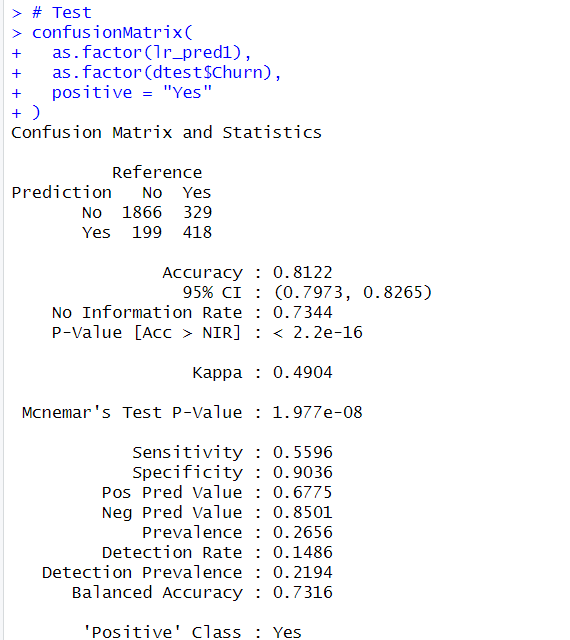 > # Test
> confusionMatrix(
+   as.factor(lr_pred1),
+   as.factor(dtest$Churn),
+   positive = "Yes"
+ )
Confusion Matrix and Statistics

          Reference
Prediction   No  Yes
       No  1866  329
       Yes  199  418

               Accuracy : 0.8122
                 95% CI : (0.7973, 0.8265)
    No Information Rate : 0.7344
    P-Value [Acc > NIR] : < 2.2e-16

                  Kappa : 0.4904

 Mcnemar's Test P-Value : 1.977e-08

            Sensitivity : 0.5596
            Specificity : 0.9036
         Pos Pred Value : 0.6775
         Neg Pred Value : 0.8501
             Prevalence : 0.2656
         Detection Rate : 0.1486
   Detection Prevalence : 0.2194
      Balanced Accuracy : 0.7316

       'Positive' Class : Yes